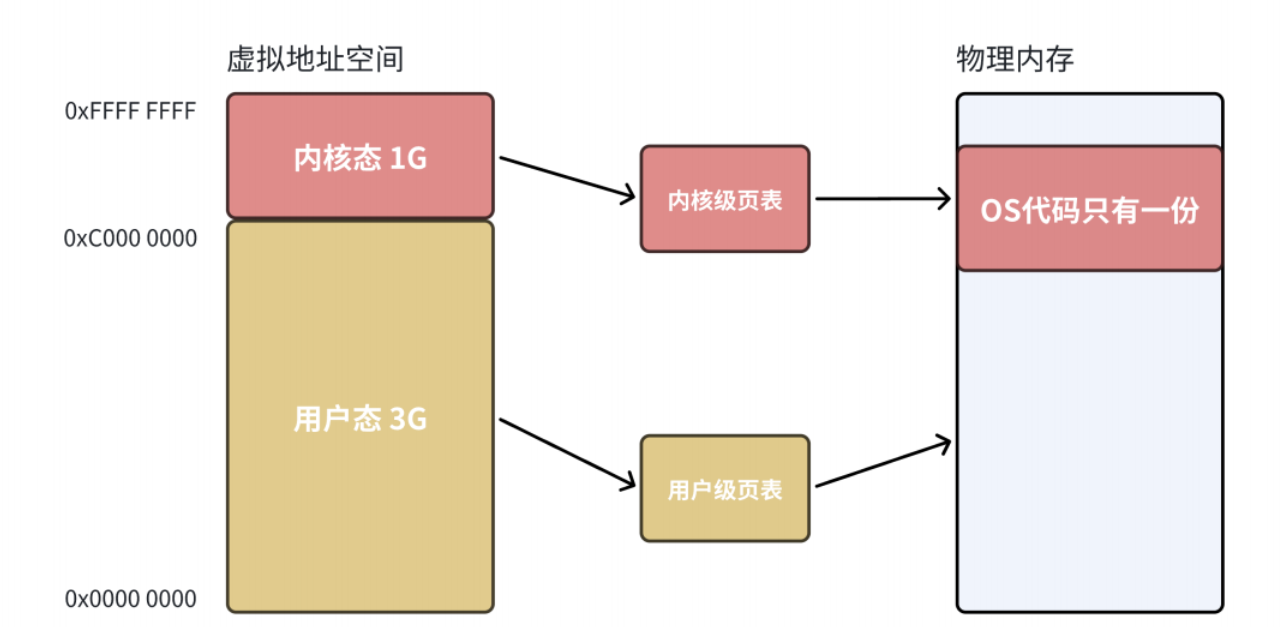 虚拟地址空间
物理内存
0xFFFF FFFF
内核态 1G
内核级页表
OS代码只有一份
0xC000 0000
用户态 3G
用户级页表
0x0000 0000